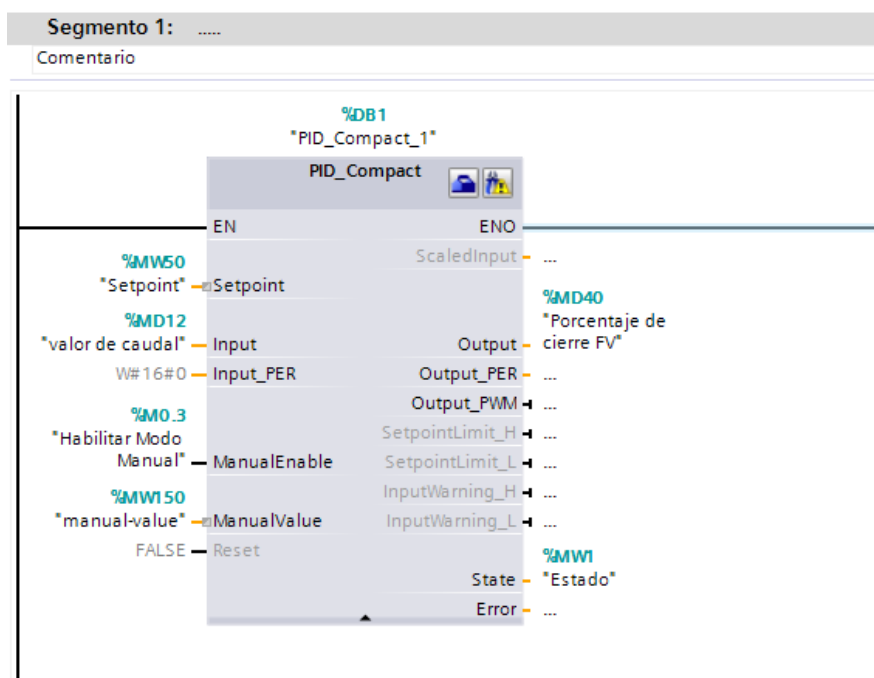 Segmento 1: .....
Comentario
%DB1
"PID_Compact_1"
PID_Compact
EN
ENO
ScaledInput
...
%MW50
"Setpoint"
Setpoint
%MD12
"valor de caudal"
Input
%MD40
"Porcentaje de
cierre FV"
Output
W#16#0
Input_PER
Output_PER
...
Output_PWM
...
%M0.3
"Habilitar Modo
Manual"
ManualEnable
SetpointLimit_H
...
SetpointLimit_L
...
%MW150
"manual-value"
ManualValue
InputWarning_H
...
InputWarning_L
...
FALSE
Reset
%MW1
State
"Estado"
Error
...